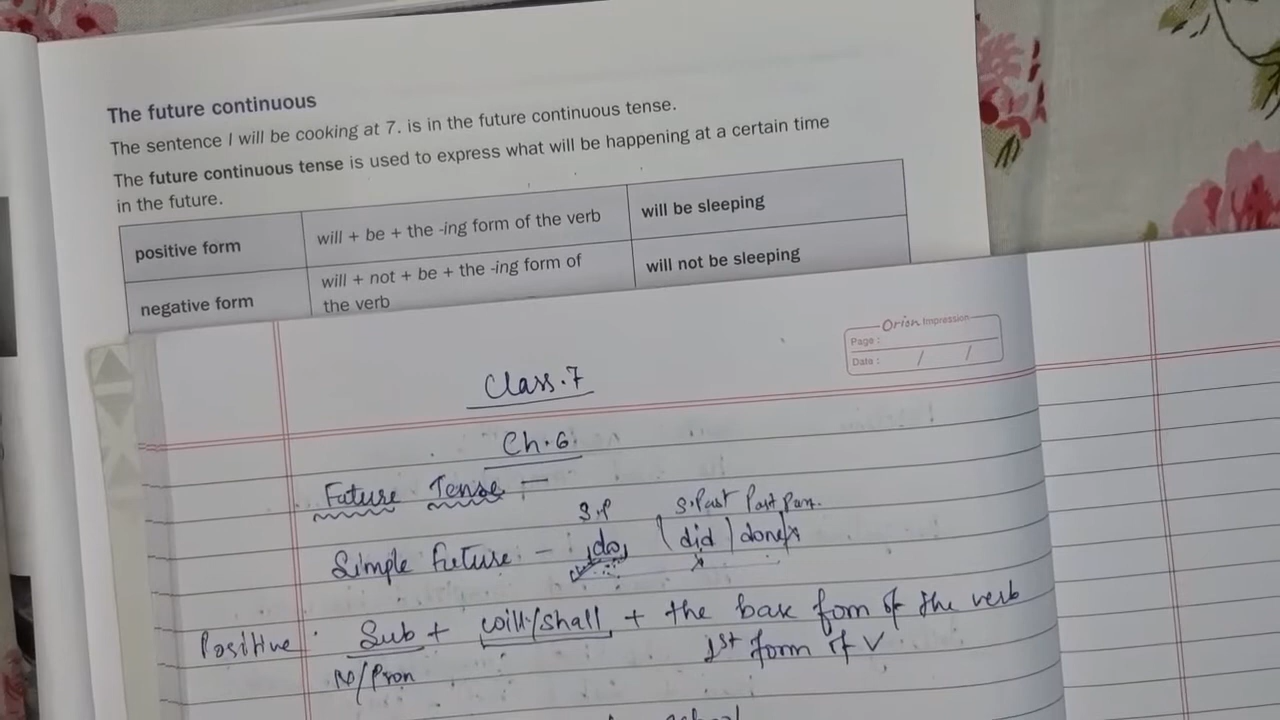 The future continuous
The sentence I will be cooking at 7. is in the future continuous tense.
The future continuous tense is used to express what will be happening at a certain time
in the future.
positive form will + be + the -ing form of the verb will be sleeping
negative form will + not + be + the -ing form of the verb will not be sleeping
Orion Impression
Page :
Date : / /
Class.7
Ch.6
Future Tense -
S.P S.Past Past Par.
Simple Future - do (did / done)x
x
Positive: Sub + will/shall + the base form of the verb
No/Pron 1st form of V
school